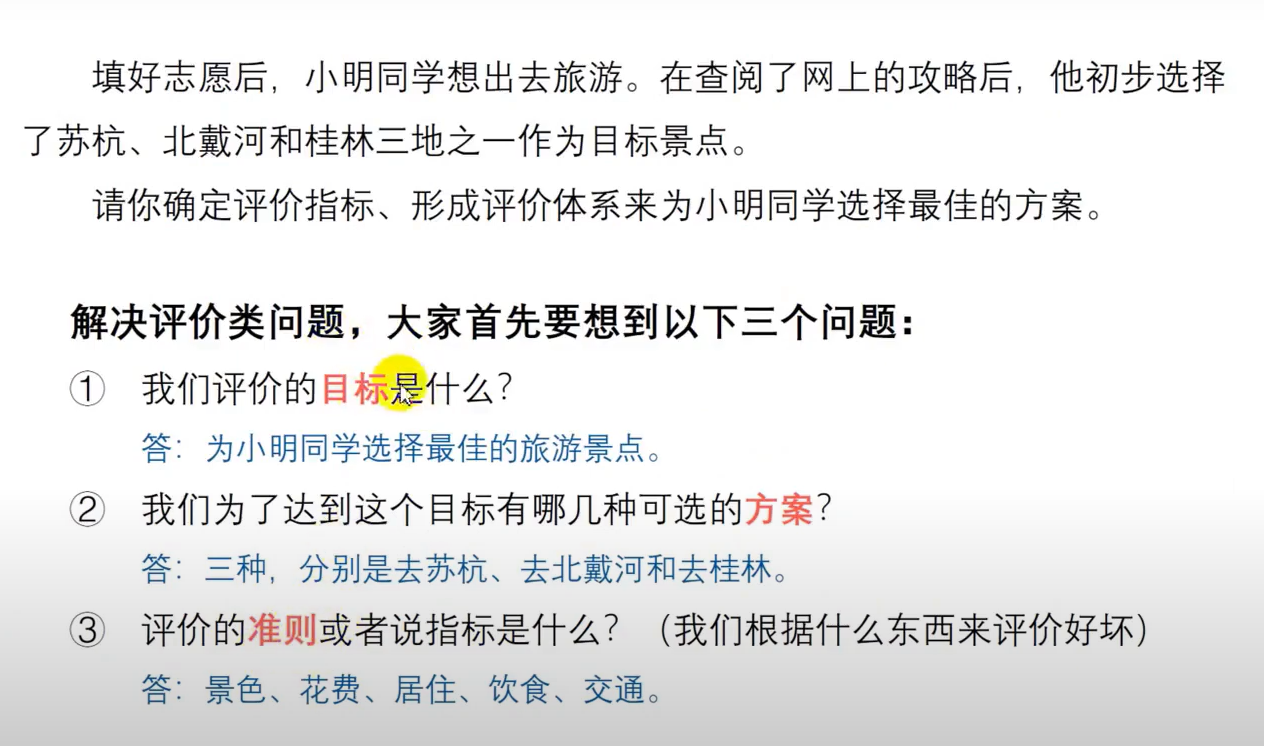 填好志愿后，小明同学想出去旅游。在查阅了网上的攻略后，他初步选择
了苏杭、北戴河和桂林三地之一作为目标景点。
请你确定评价指标、形成评价体系来为小明同学选择最佳的方案。
解决评价类问题，大家首先要想到以下三个问题：
① 我们评价的目标是什么？
答：为小明同学选择最佳的旅游景点。
② 我们为了达到这个目标有哪几种可选的方案？
答：三种，分别是去苏杭、去北戴河和去桂林。
③ 评价的准则或者说指标是什么？（我们根据什么东西来评价好坏）
答：景色、花费、居住、饮食、交通。